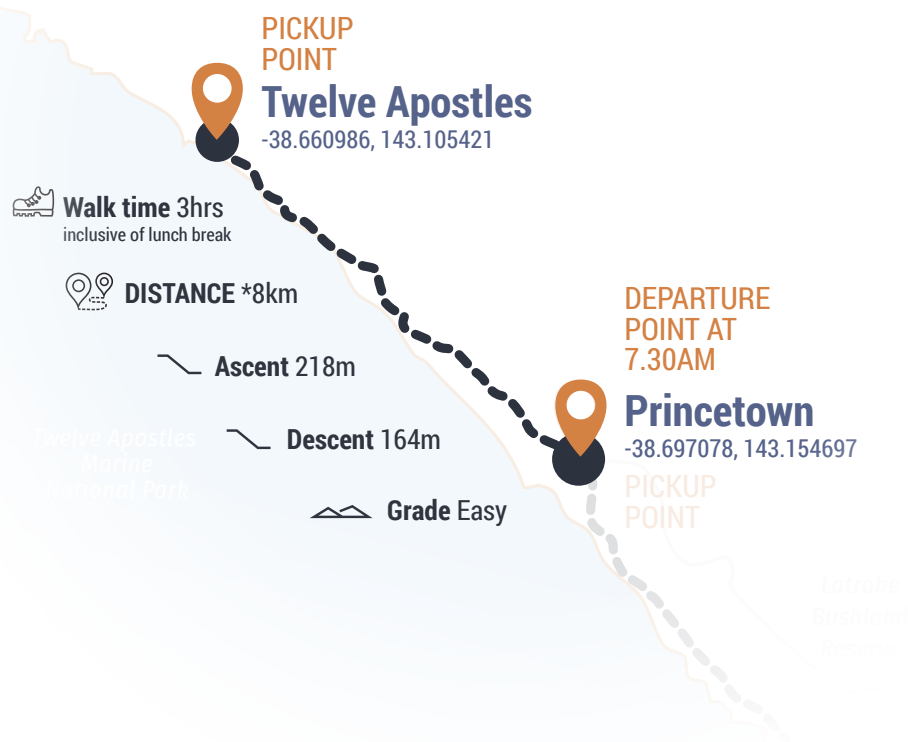 PICKUP
POINT
Twelve Apostles
-38.660986, 143.105421
Walk time 3hrs
inclusive of lunch break
DISTANCE *8km
Ascent 218m
Descent 164m
Grade Easy
DEPARTURE
POINT AT
7.30AM
Princetown
-38.697078, 143.154697
PICKUP
POINT
Twelve Apostles
Marine
National Park
Latrobe
Bushland
Reserve